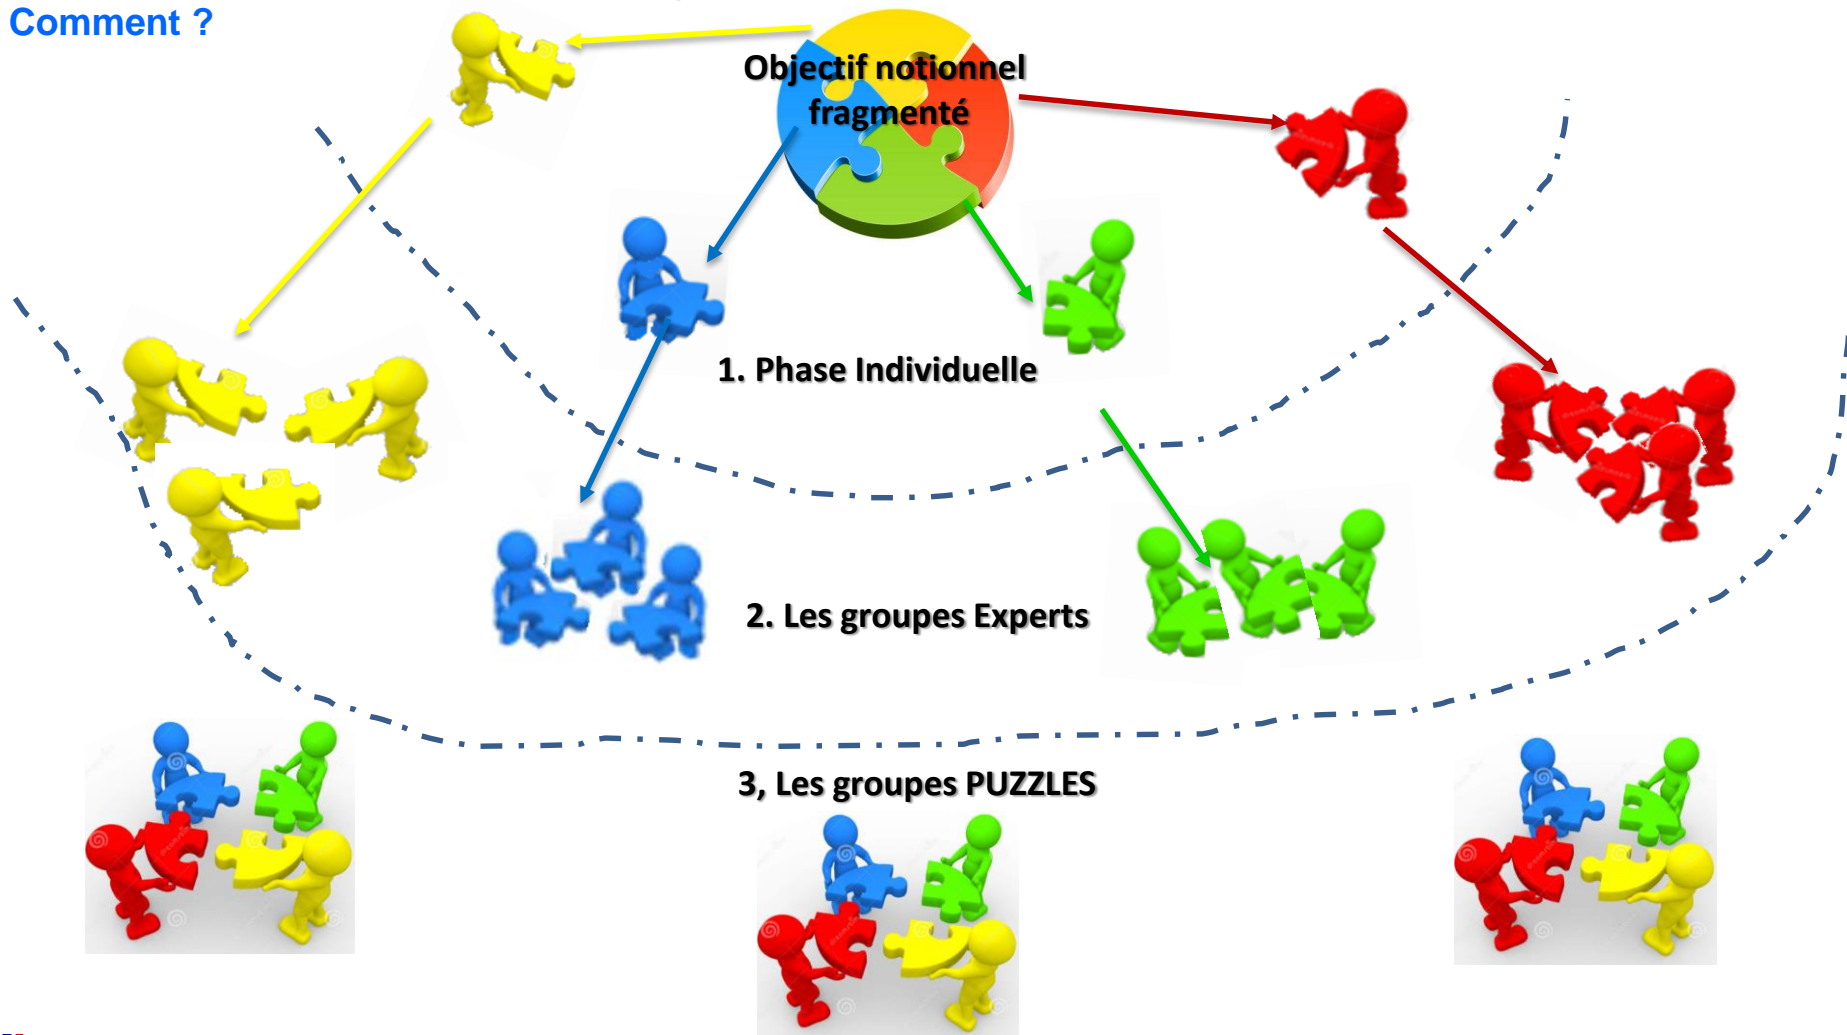 Comment ?
Objectif notionnel
fragmenté
1. Phase Individuelle
2. Les groupes Experts
3, Les groupes PUZZLES